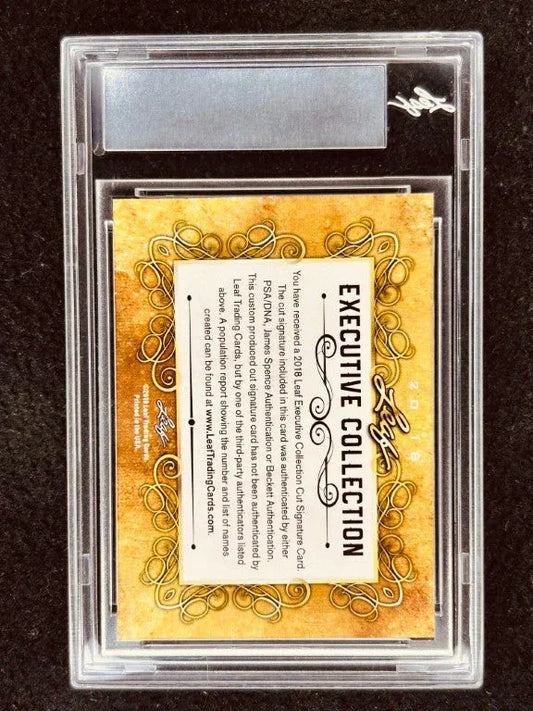 Leaf
2018
Leaf
EXECUTIVE COLLECTION
You have received a 2018 Leaf Executive Collection Cut Signature Card.
The cut signature included in this card was authenticated by either
PSA/DNA, James Spence Authentication or Beckett Authentication.
This custom produced cut signature card has not been authenticated by
Leaf Trading Cards, but by one of the third-party authenticators listed
above. A population report showing the number and list of names
created can be found at www.LeafTradingCards.com.
Leaf
©2018 Leaf Trading Cards.
Printed in the USA.